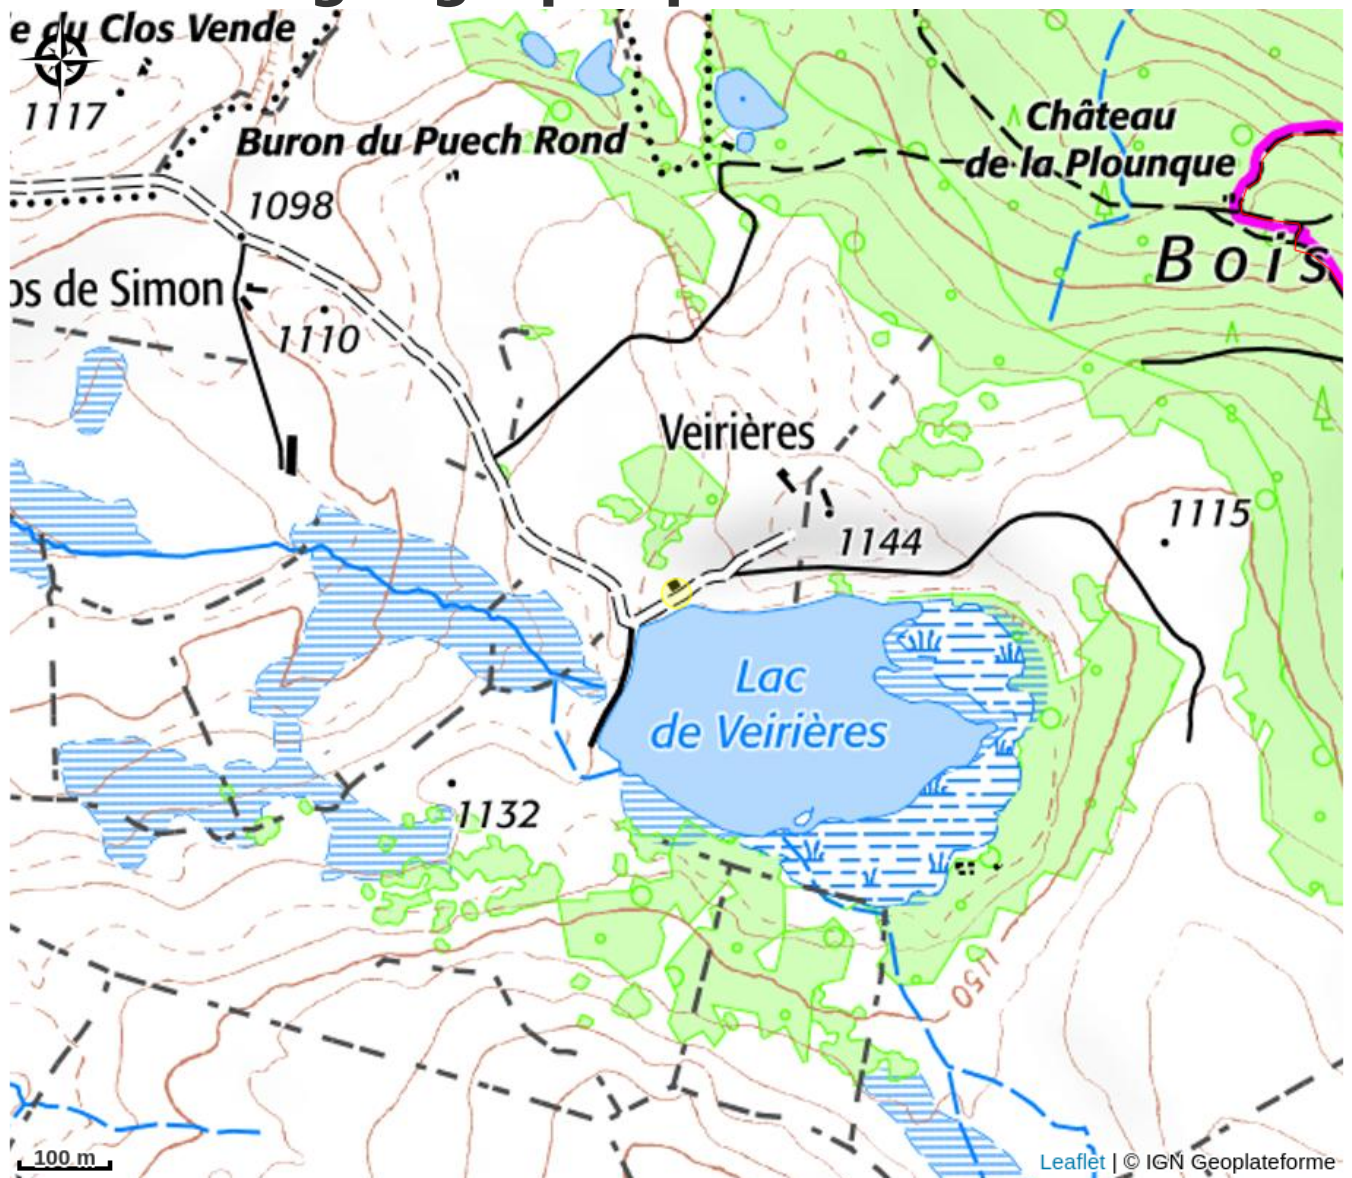 e du Clos Vende
1117
Buron du Puech Rond
Château
de la Plounque
1098
Bois
os de Simon
1110
Veirières
1115
1144
Lac
de Veirières
1132
1150
100 m
Leaflet | © IGN Geoplateforme